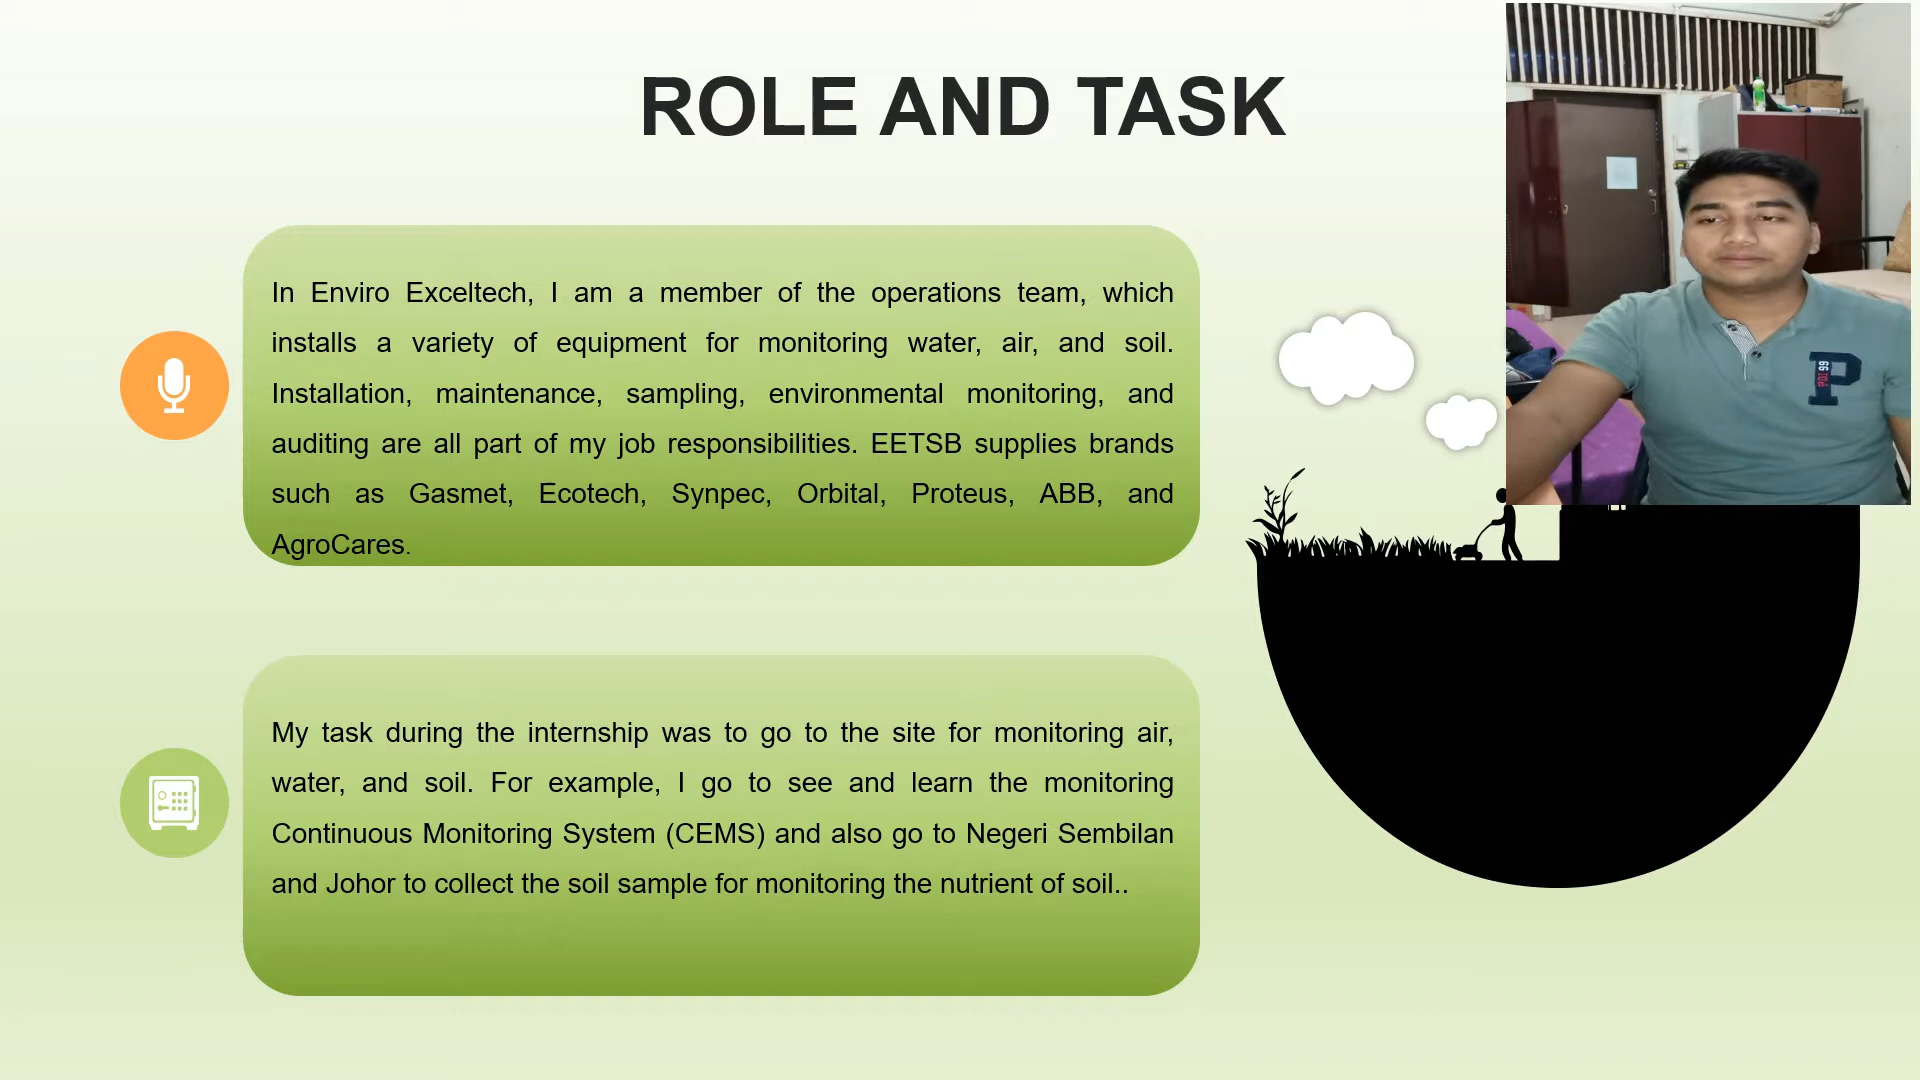 ROLE AND TASK
In Enviro Exceltech, I am a member of the operations team, which
installs a variety of equipment for monitoring water, air, and soil.
Installation, maintenance, sampling, environmental monitoring, and
auditing are all part of my job responsibilities. EETSB supplies brands
such as Gasmet, Ecotech, Synpec, Orbital, Proteus, ABB, and
AgroCares.
My task during the internship was to go to the site for monitoring air,
water, and soil. For example, I go to see and learn the monitoring
Continuous Monitoring System (CEMS) and also go to Negeri Sembilan
and Johor to collect the soil sample for monitoring the nutrient of soil..
P